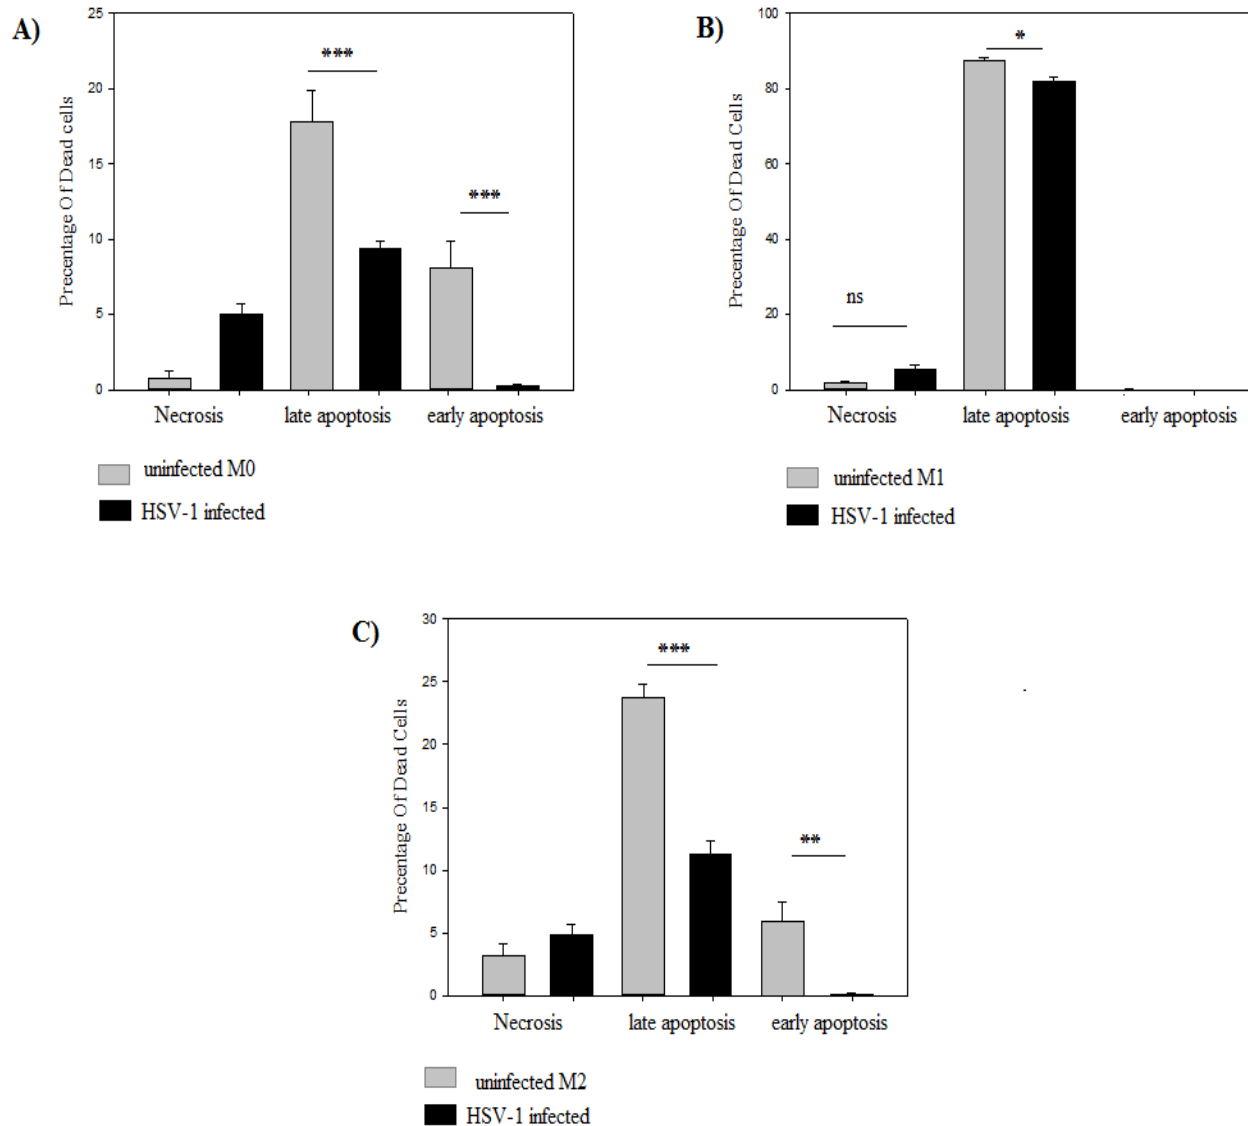 A)
Precentage Of Dead cells
25
20
15
10
5
0
***
***
Necrosis late apoptosis early apoptosis
uninfected M0
HSV-1 infected
B)
Precentage Of Dead Cells
100
80
60
40
20
0
ns
*
Necrosis late apoptosis early apoptosis
uninfected M1
HSV-1 infected
C)
Precentage Of Dead Cells
30
25
20
15
10
5
0
***
**
Necrosis late apoptosis early apoptosis
uninfected M2
HSV-1 infected